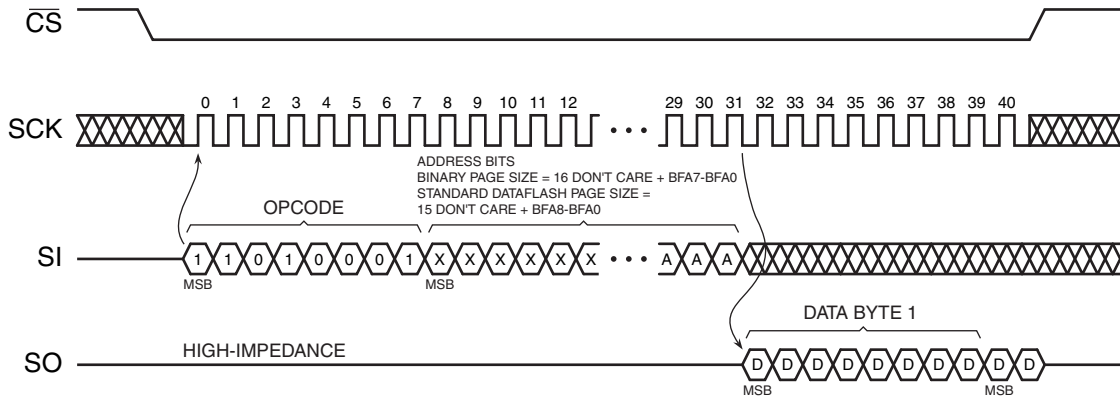 CS
0 1 2 3 4 5 6 7 8 9 10 11 12 29 30 31 32 33 34 35 36 37 38 39 40
SCK
ADDRESS BITS
BINARY PAGE SIZE = 16 DON'T CARE + BFA7-BFA0
STANDARD DATAFLASH PAGE SIZE =
15 DON'T CARE + BFA8-BFA0
OPCODE
SI 1 1 0 1 0 0 0 1 X X X X X X • • • A A A
MSB MSB
DATA BYTE 1
HIGH-IMPEDANCE
SO D D D D D D D D D D
MSB MSB